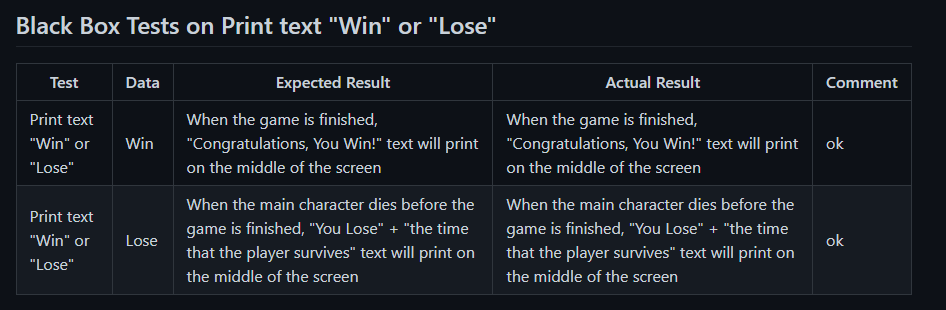 Black Box Tests on Print text "Win" or "Lose"
Test Data Expected Result Actual Result Comment
Print text
"Win" or
"Lose"
Win
When the game is finished,
"Congratulations, You Win!" text will print
on the middle of the screen
When the game is finished,
"Congratulations, You Win!" text will print
on the middle of the screen
ok
Print text
"Win" or
"Lose"
Lose
When the main character dies before the
game is finished, "You Lose" + "the time
that the player survives" text will print on
the middle of the screen
When the main character dies before the
game is finished, "You Lose" + "the time
that the player survives" text will print on
the middle of the screen
ok